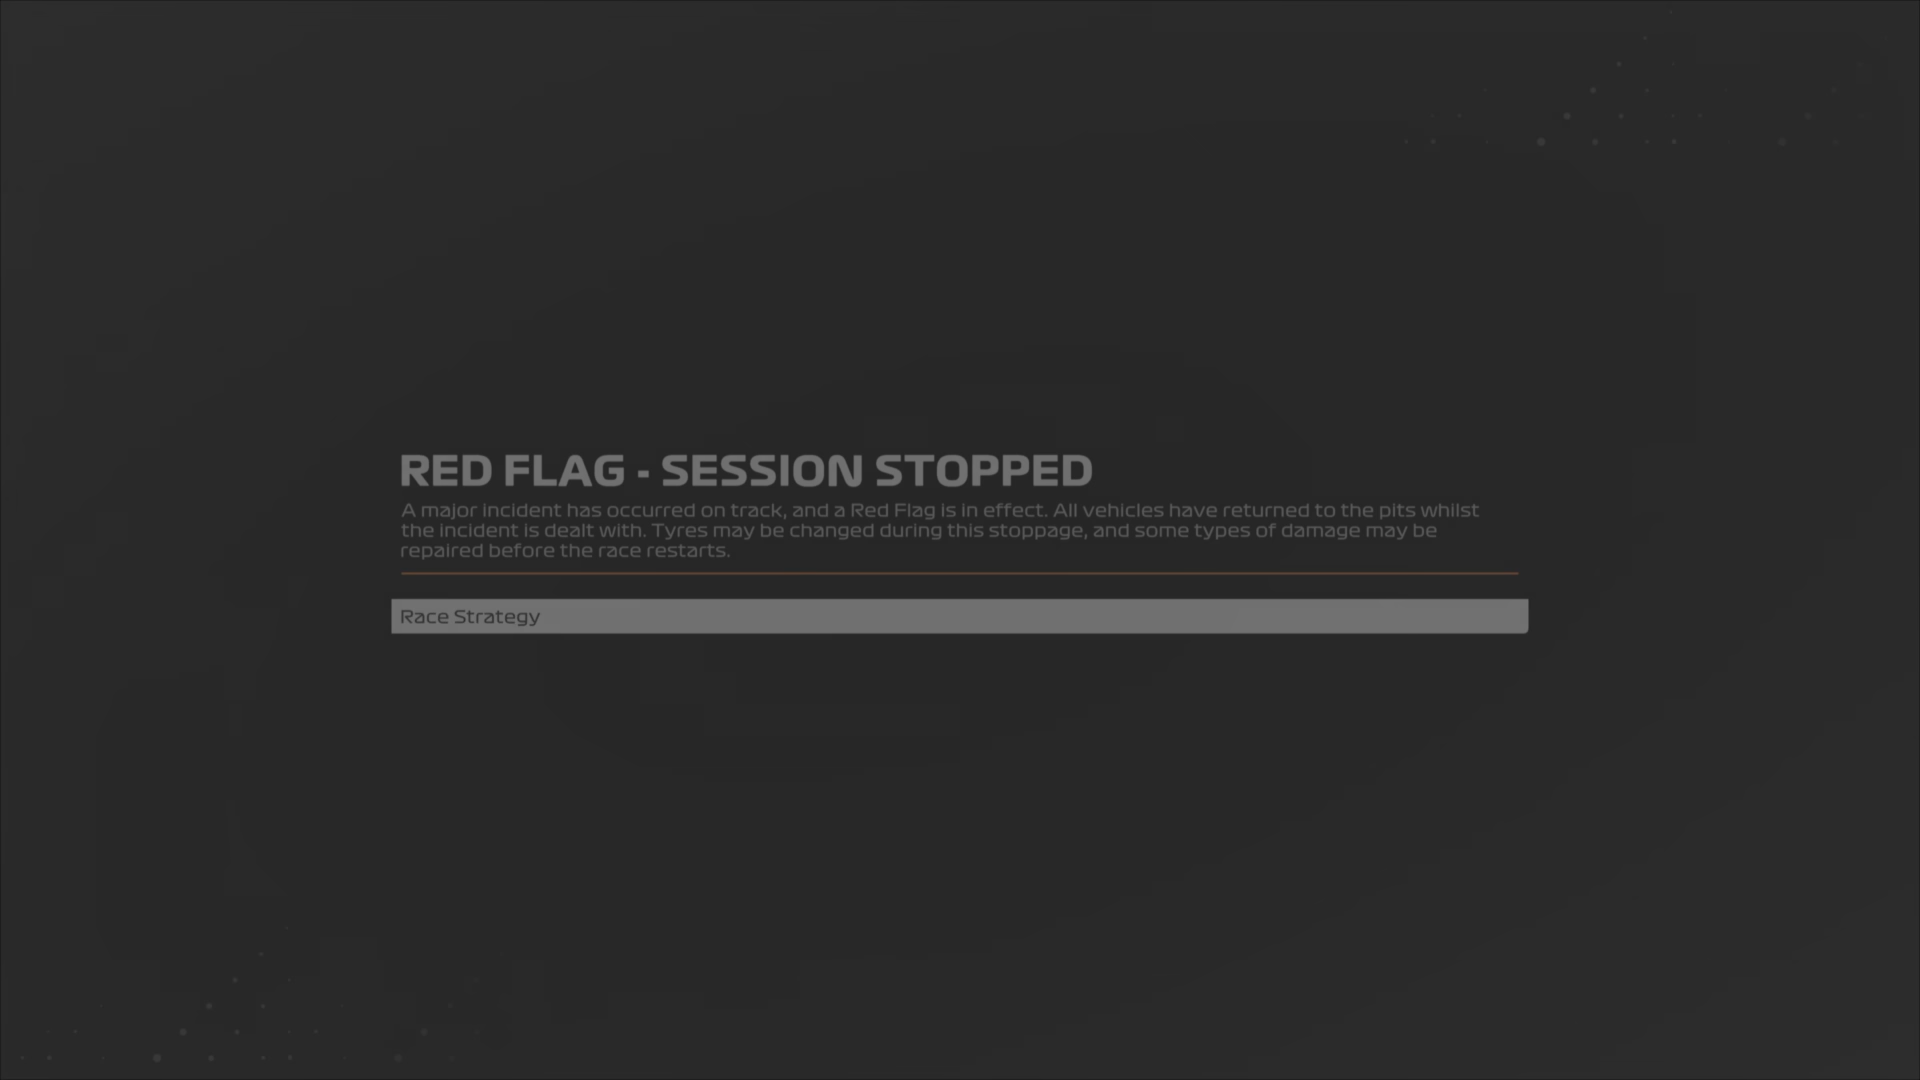 RED FLAG - SESSION STOPPED
A major incident has occurred on track, and a Red Flag is in effect. All vehicles have returned to the pits whilst
the incident is dealt with. Tyres may be changed during this stoppage, and some types of damage may be
repaired before the race restarts.
Race Strategy